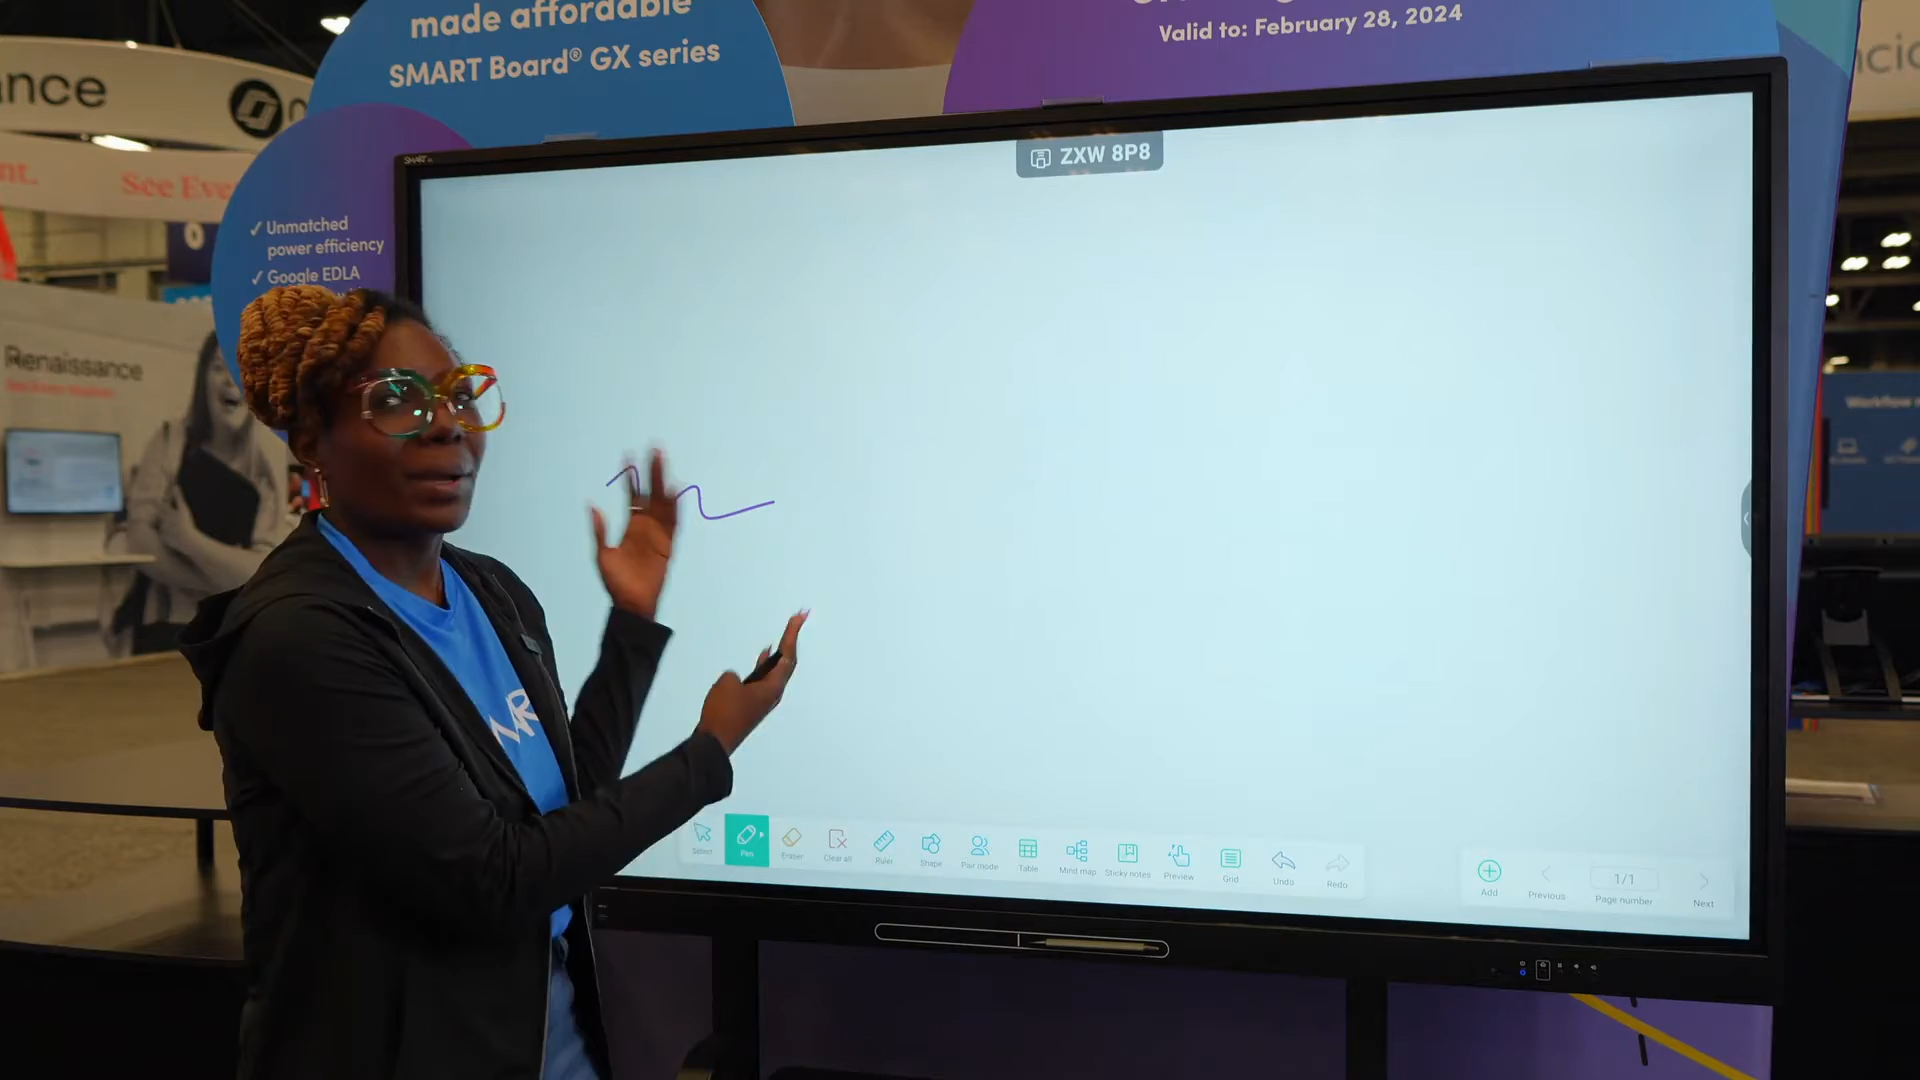 made affordable
SMART Board® GX series
Valid to: February 28, 2024
See Eve
✓ Unmatched
power efficiency
✓ Google EDLA
Renaissance
SMART
ZXW 8P8
Workflow
Select
Pen
Eraser
Clear all
Ruler
Shape
Pair mode
Table
Mind map
Sticky notes
Preview
Grid
Undo
Redo
Add
Previous
1/1
Page number
Next